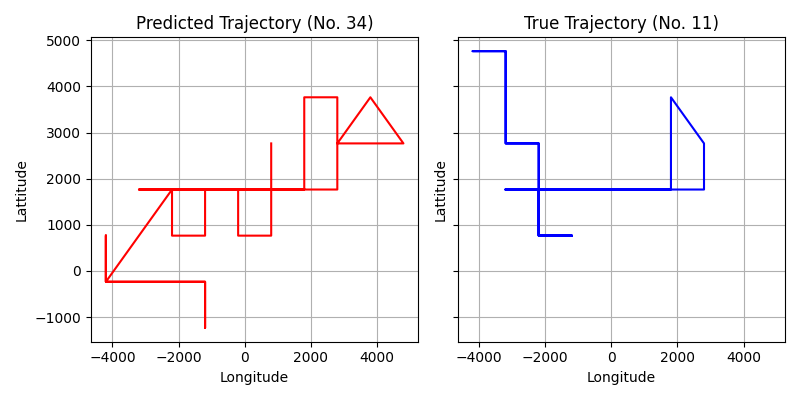 Predicted Trajectory (No. 34)
True Trajectory (No. 11)
5000
4000
3000
2000
1000
0
−1000
Lattitude
Lattitude
−4000 −2000 0 2000 4000
−4000 −2000 0 2000 4000
Longitude
Longitude